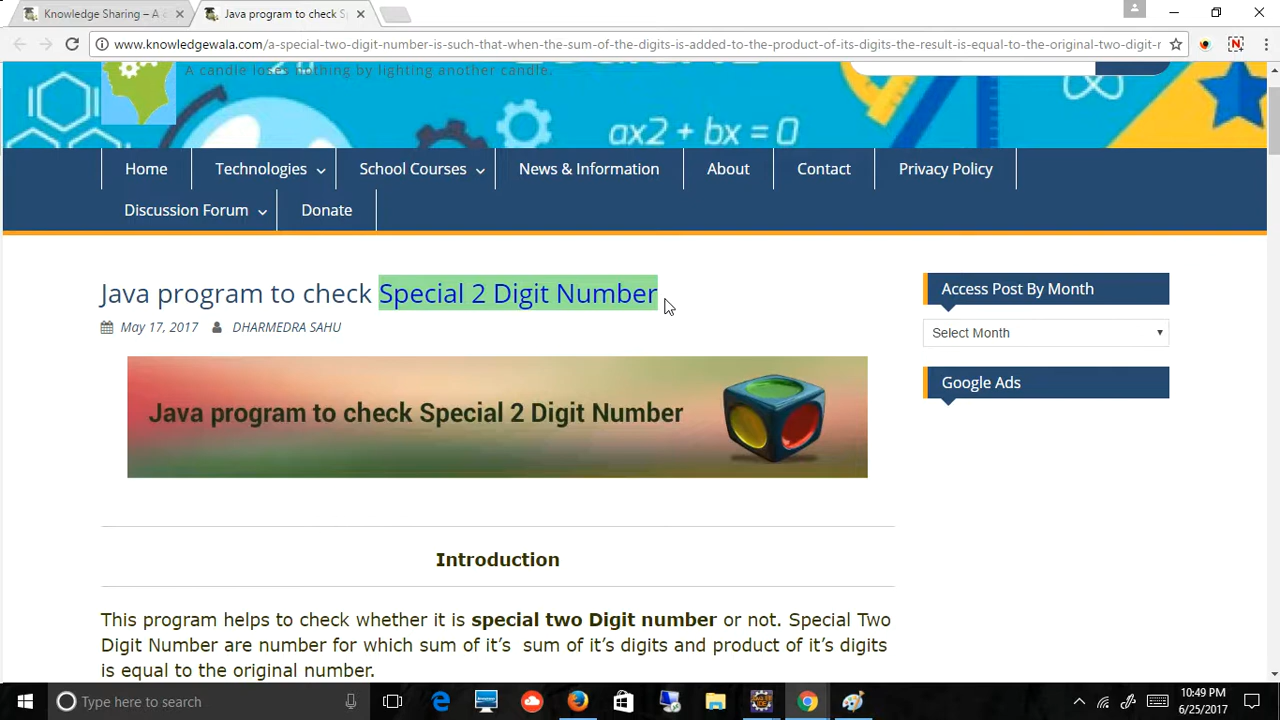 Knowledge Sharing – A
Java program to check S
www.knowledgewala.com/a-special-two-digit-number-is-such-that-when-the-sum-of-the-digits-is-added-to-the-product-of-its-digits-the-result-is-equal-to-the-original-two-digit-
A candle loses nothing by lighting another candle.
ax2 + bx = 0
Home Technologies School Courses News & Information About Contact Privacy Policy
Discussion Forum Donate
Java program to check Special 2 Digit Number
May 17, 2017 DHARMEDRA SAHU
Java program to check Special 2 Digit Number
Introduction
This program helps to check whether it is special two Digit number or not. Special Two
Digit Number are number for which sum of it's  sum of it's digits and product of it's digits
is equal to the original number.
Access Post By Month
Select Month
Google Ads
Type here to search
10:49 PM
6/25/2017